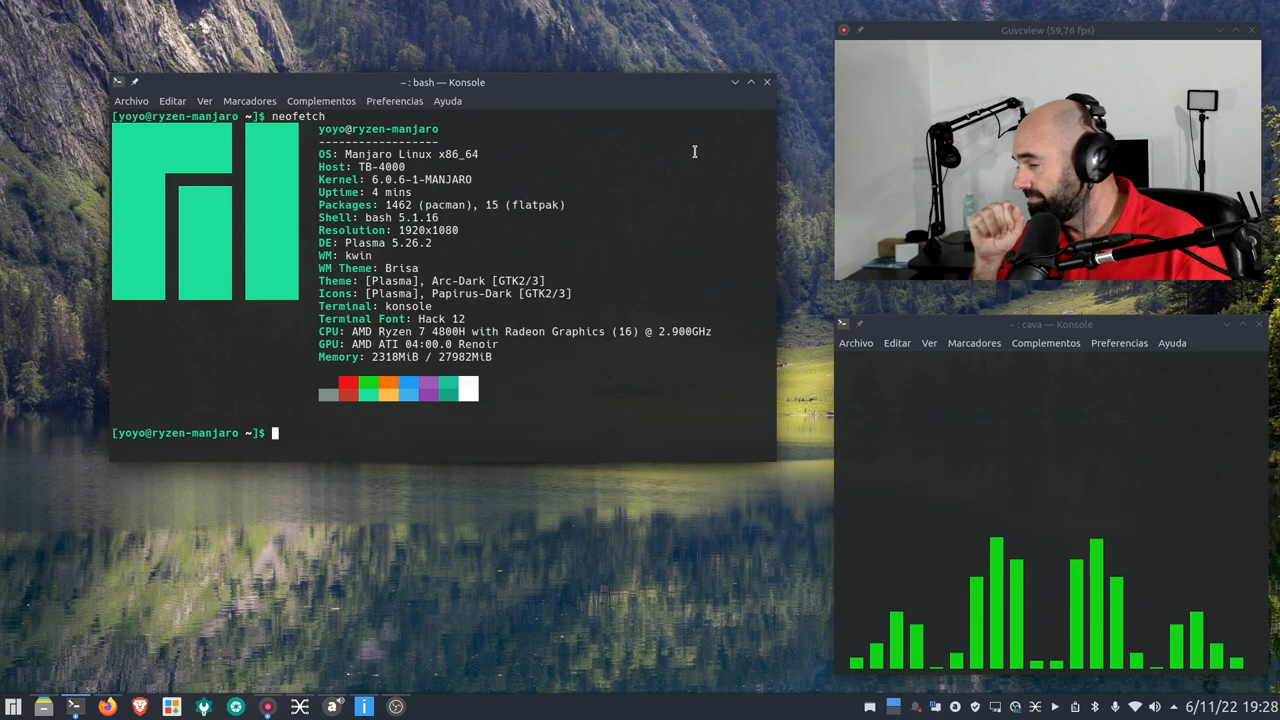 ~ : bash — Konsole
Archivo Editar Ver Marcadores Complementos Preferencias Ayuda
[yoyo@ryzen-manjaro ~]$ neofetch
yoyo@ryzen-manjaro
------------------
OS: Manjaro Linux x86_64
Host: TB-4000
Kernel: 6.0.6-1-MANJARO
Uptime: 4 mins
Packages: 1462 (pacman), 15 (flatpak)
Shell: bash 5.1.16
Resolution: 1920x1080
DE: Plasma 5.26.2
WM: kwin
WM Theme: Brisa
Theme: [Plasma], Arc-Dark [GTK2/3]
Icons: [Plasma], Papirus-Dark [GTK2/3]
Terminal: konsole
Terminal Font: Hack 12
CPU: AMD Ryzen 7 4800H with Radeon Graphics (16) @ 2.900GHz
GPU: AMD ATI 04:00.0 Renoir
Memory: 2318MiB / 27982MiB
[yoyo@ryzen-manjaro ~]$
Guvcview (59,76 fps)
~ : cava — Konsole
Archivo Editar Ver Marcadores Complementos Preferencias Ayuda
6/11/22 19:28